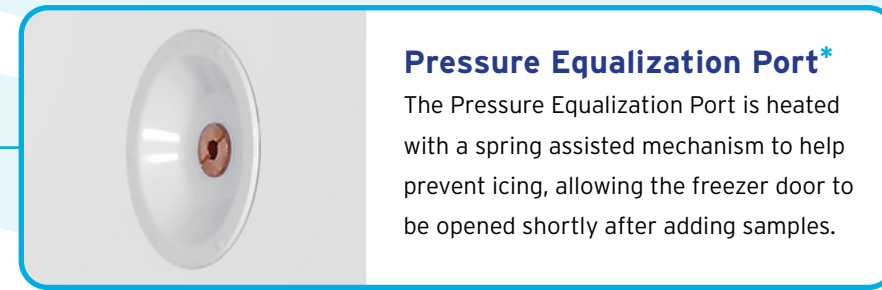 Pressure Equalization Port*
The Pressure Equalization Port is heated
with a spring assisted mechanism to help
prevent icing, allowing the freezer door to
be opened shortly after adding samples.